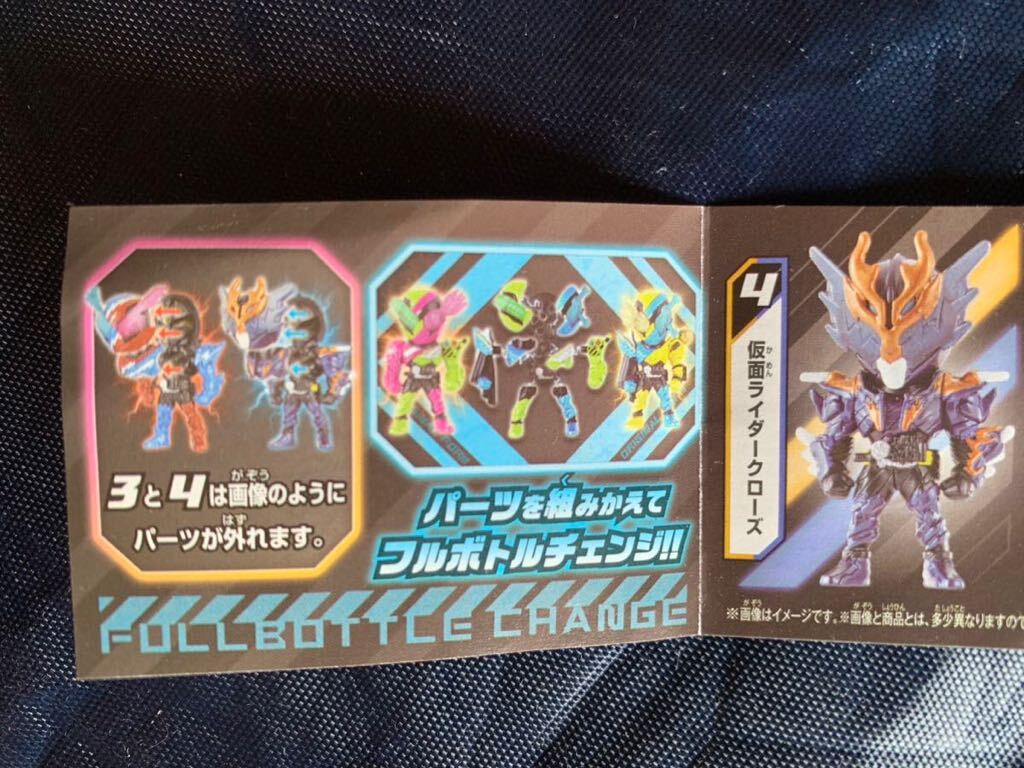 3と4は画像のように
パーツが外れます。
パーツを組みかえて
フルボトルチェンジ!!
FULLBOTTLE CHANGE
4
仮面ライダークローズ
※画像はイメージです。※画像と商品とは、多少異なりますので